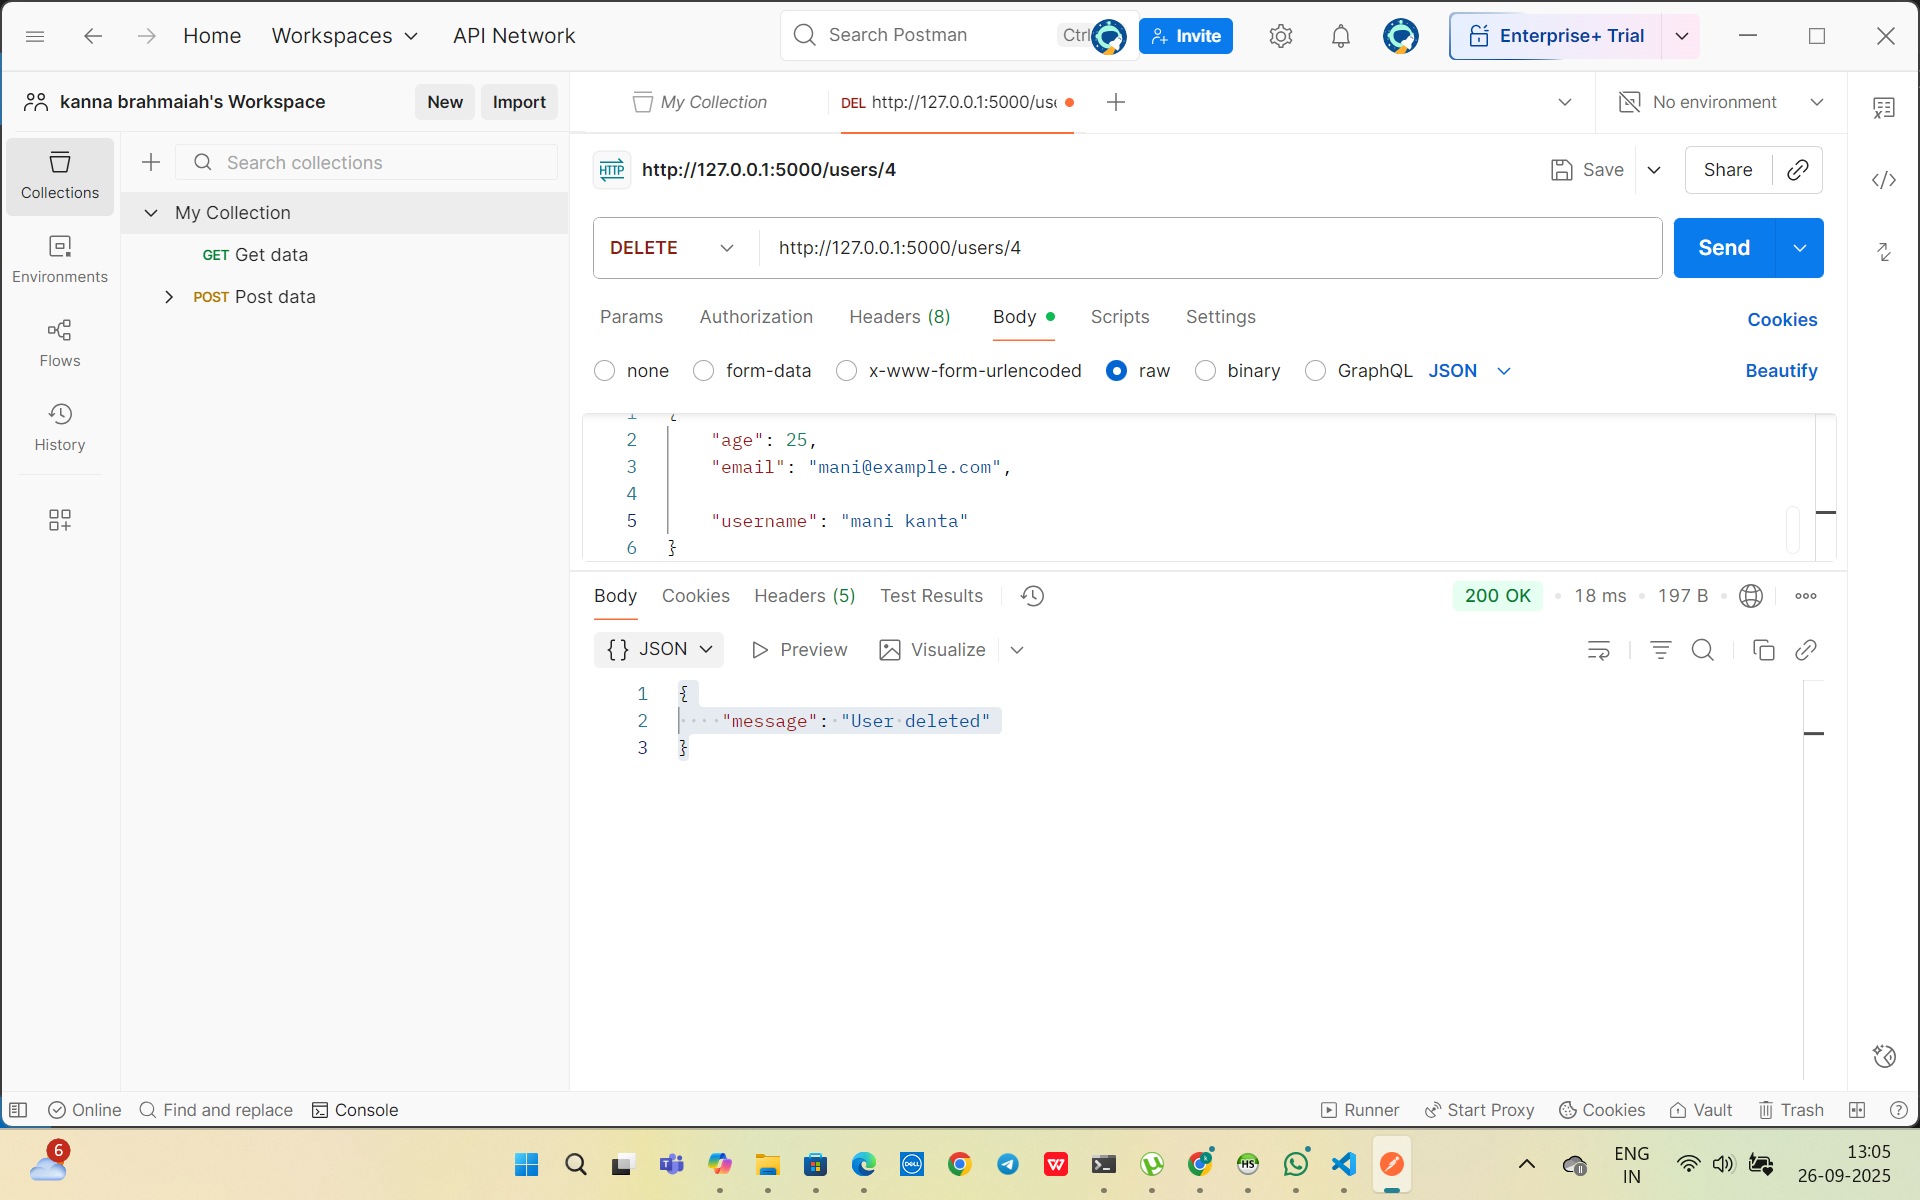 Home
Workspaces
API Network
Search Postman
Ctrl
Invite
Enterprise+ Trial
kanna brahmaiah's Workspace
New
Import
My Collection
DEL http://127.0.0.1:5000/use
No environment
Collections
Search collections
http://127.0.0.1:5000/users/4
Save
Share
My Collection
GET Get data
POST Post data
Environments
Flows
History
DELETE
http://127.0.0.1:5000/users/4
Send
Params
Authorization
Headers (8)
Body
Scripts
Settings
Cookies
none
form-data
x-www-form-urlencoded
raw
binary
GraphQL
JSON
Beautify
1 {
2 "age": 25,
3 "email": "mani@example.com",
4
5 "username": "mani kanta"
6 }
Body
Cookies
Headers (5)
Test Results
200 OK
18 ms
197 B
{} JSON
Preview
Visualize
1 {
2 "message": "User deleted"
3 }
Online
Find and replace
Console
Runner
Start Proxy
Cookies
Vault
Trash
6
DELL
W
HS
ENG
IN
13:05
26-09-2025